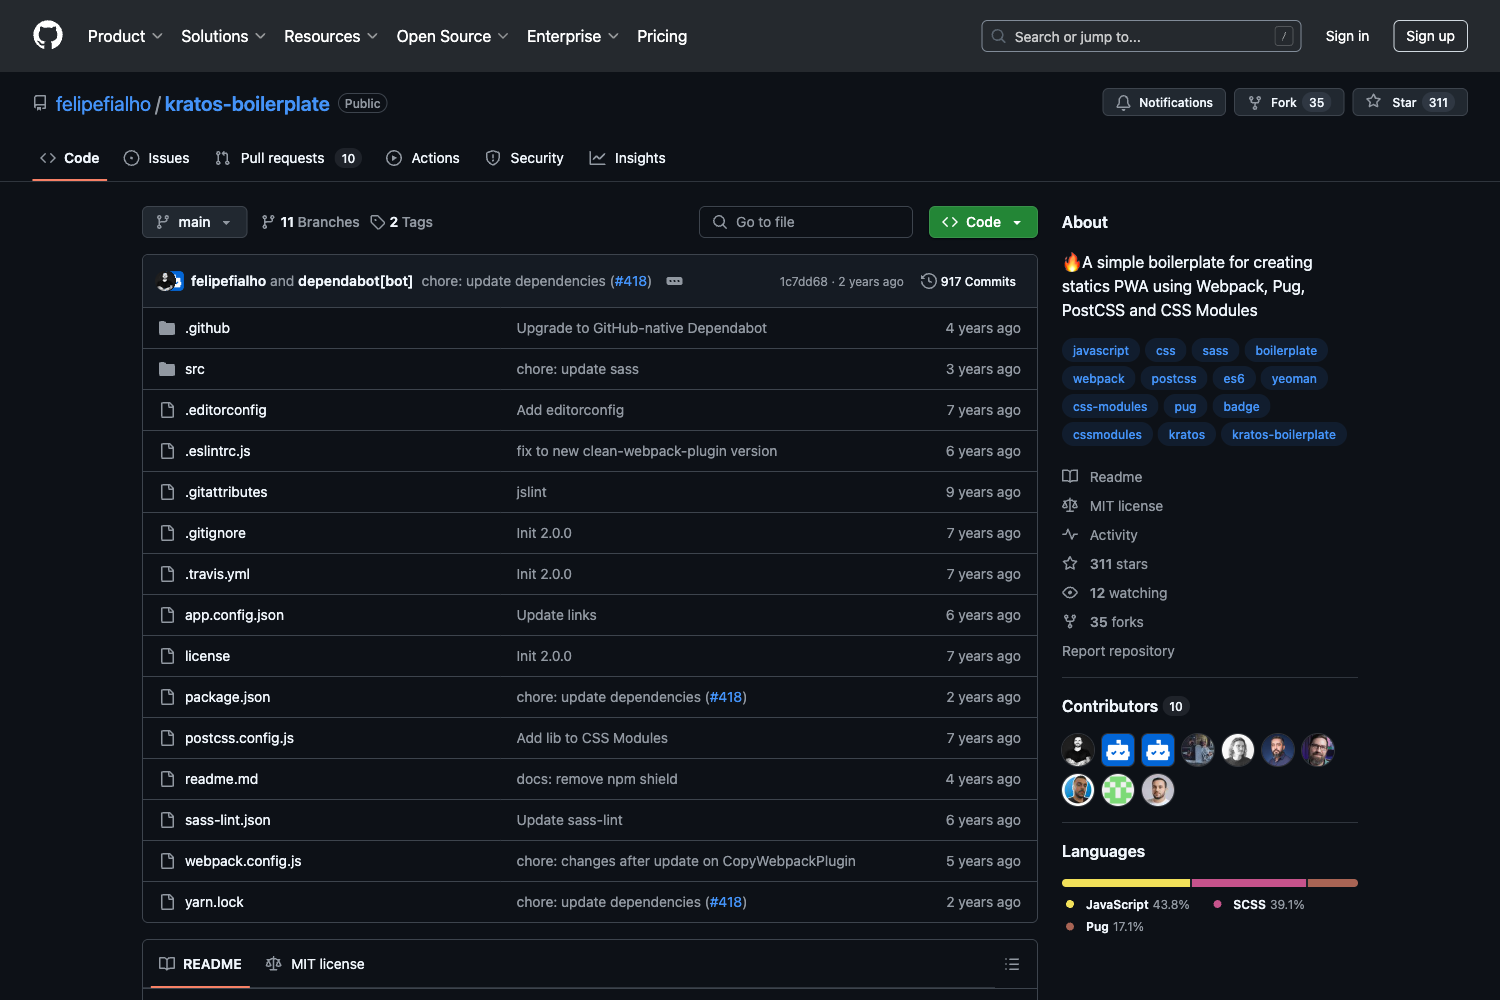 Product Solutions Resources Open Source Enterprise Pricing Search or jump to... / Sign in Sign up
felipefialho / kratos-boilerplate Public Notifications Fork 35 Star 311
Code Issues Pull requests 10 Actions Security Insights
main 11 Branches 2 Tags Go to file Code
felipefialho and dependabot[bot] chore: update dependencies (#418) 1c7dd68 · 2 years ago 917 Commits
.github Upgrade to GitHub-native Dependabot 4 years ago
src chore: update sass 3 years ago
.editorconfig Add editorconfig 7 years ago
.eslintrc.js fix to new clean-webpack-plugin version 6 years ago
.gitattributes jslint 9 years ago
.gitignore Init 2.0.0 7 years ago
.travis.yml Init 2.0.0 7 years ago
app.config.json Update links 6 years ago
license Init 2.0.0 7 years ago
package.json chore: update dependencies (#418) 2 years ago
postcss.config.js Add lib to CSS Modules 7 years ago
readme.md docs: remove npm shield 4 years ago
sass-lint.json Update sass-lint 6 years ago
webpack.config.js chore: changes after update on CopyWebpackPlugin 5 years ago
yarn.lock chore: update dependencies (#418) 2 years ago
README MIT license
About
🔥A simple boilerplate for creating
statics PWA using Webpack, Pug,
PostCSS and CSS Modules
javascript css sass boilerplate
webpack postcss es6 yeoman
css-modules pug badge
cssmodules kratos kratos-boilerplate
Readme
MIT license
Activity
311 stars
12 watching
35 forks
Report repository
Contributors 10
Languages
JavaScript 43.8% SCSS 39.1%
Pug 17.1%